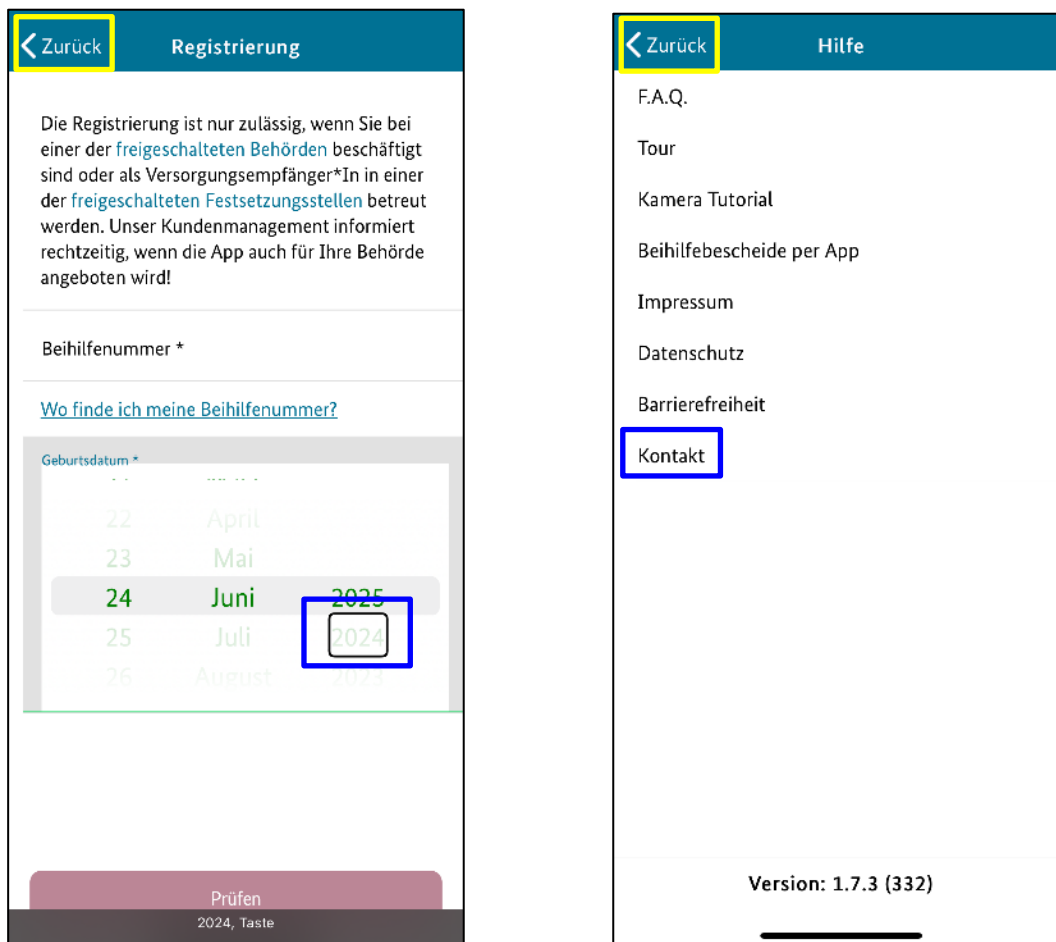 Zurück
Registrierung
Die Registrierung ist nur zulässig, wenn Sie bei
einer der freigeschalteten Behörden beschäftigt
sind oder als Versorgungsempfänger*In in einer
der freigeschalteten Festsetzungsstellen betreut
werden. Unser Kundenmanagement informiert
rechtzeitig, wenn die App auch für Ihre Behörde
angeboten wird!
Beihilfenummer *
Wo finde ich meine Beihilfenummer?
Geburtsdatum *
22 April
23 Mai
24 Juni 2025
25 Juli 2024
26 August 2023
Prüfen
2024, Taste
Zurück
Hilfe
F.A.Q.
Tour
Kamera Tutorial
Beihilfebescheide per App
Impressum
Datenschutz
Barrierefreiheit
Kontakt
Version: 1.7.3 (332)